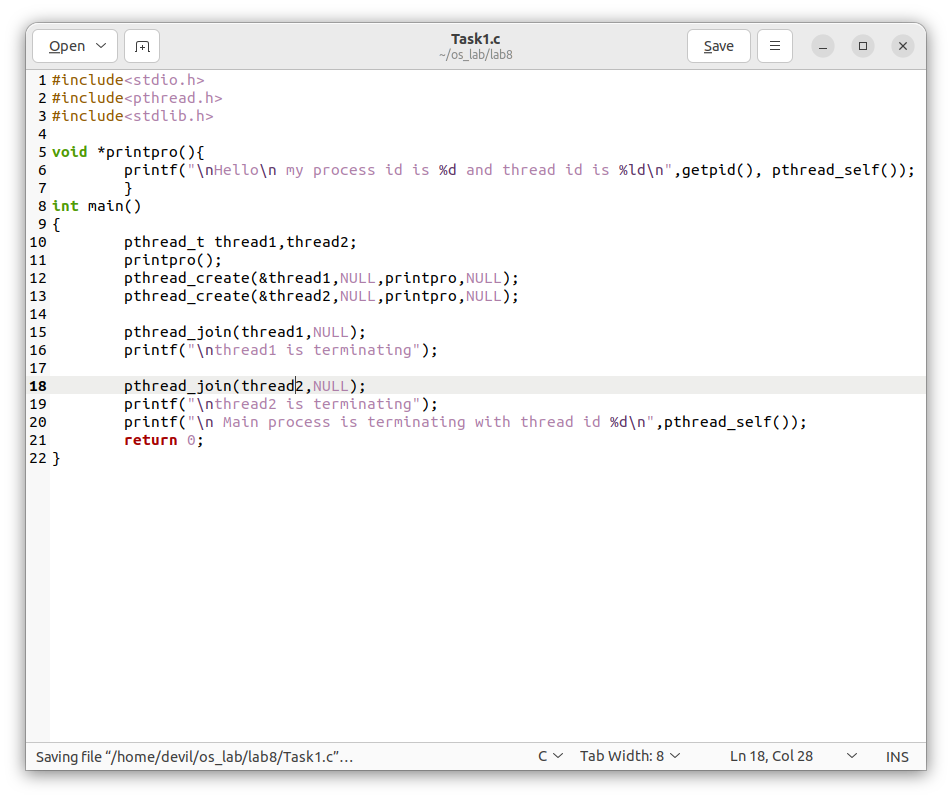 Open
Task1.c
~/os_lab/lab8
Save
1 #include<stdio.h>
2 #include<pthread.h>
3 #include<stdlib.h>
4
5 void *printpro(){
6         printf("\nHello\n my process id is %d and thread id is %ld\n",getpid(), pthread_self());
7         }
8 int main()
9 {
10         pthread_t thread1,thread2;
11         printpro();
12         pthread_create(&thread1,NULL,printpro,NULL);
13         pthread_create(&thread2,NULL,printpro,NULL);
14
15         pthread_join(thread1,NULL);
16         printf("\nthread1 is terminating");
17
18         pthread_join(thread2,NULL);
19         printf("\nthread2 is terminating");
20         printf("\n Main process is terminating with thread id %d\n",pthread_self());
21         return 0;
22 }
Saving file “/home/devil/os_lab/lab8/Task1.c”… C Tab Width: 8 Ln 18, Col 28 INS